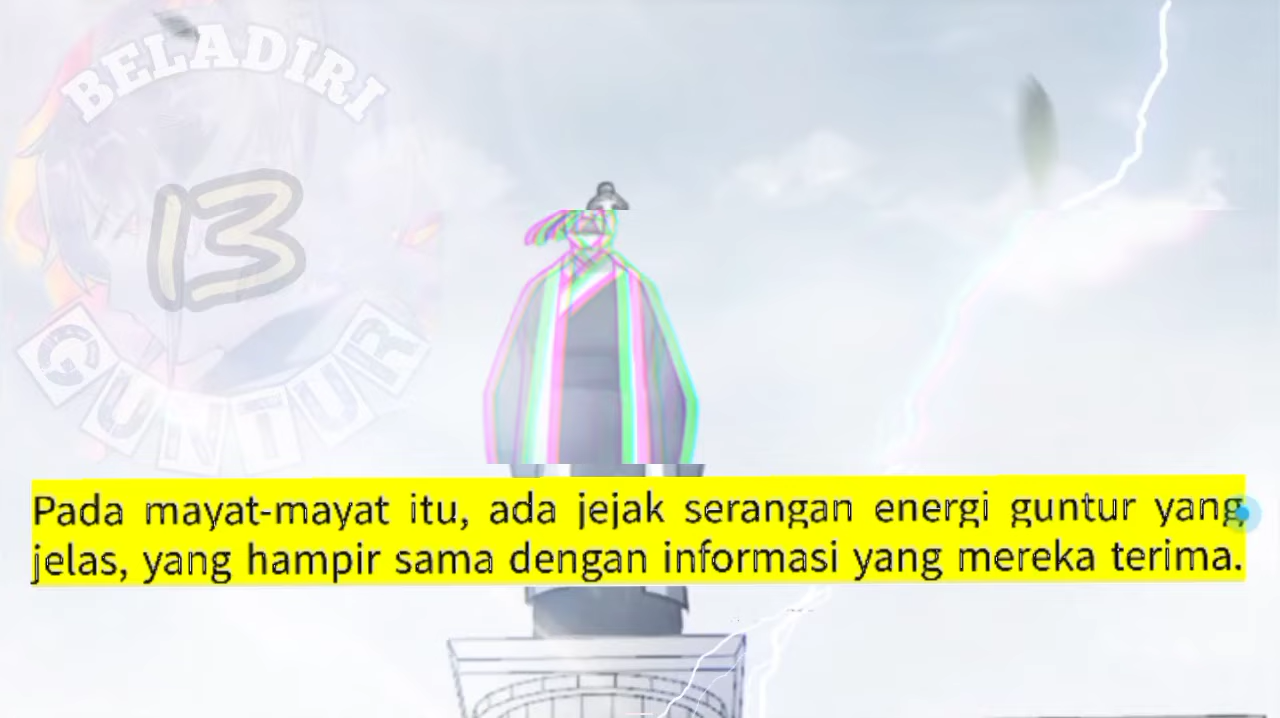 BELADIRI
13
GUNTUR
Pada mayat-mayat itu, ada jejak serangan energi guntur yang
jelas, yang hampir sama dengan informasi yang mereka terima.